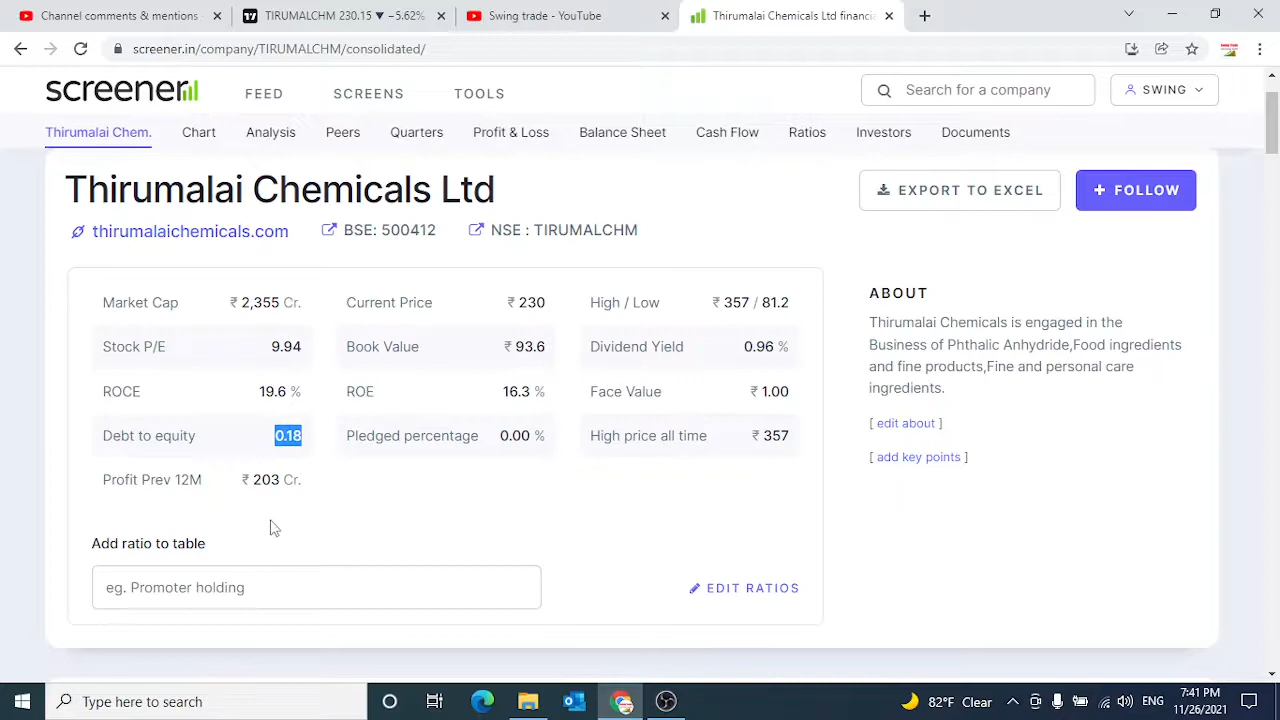 Channel comments & mentions
TIRUMALCHM 230.15 ▼ −5.62%
Swing trade - YouTube
Thirumalai Chemicals Ltd financi
screener.in/company/TIRUMALCHM/consolidated/
screener
FEED
SCREENS
TOOLS
Search for a company
SWING
Thirumalai Chem.
Chart
Analysis
Peers
Quarters
Profit & Loss
Balance Sheet
Cash Flow
Ratios
Investors
Documents
Thirumalai Chemicals Ltd
EXPORT TO EXCEL
+ FOLLOW
thirumalaichemicals.com
BSE: 500412
NSE : TIRUMALCHM
Market Cap ₹ 2,355 Cr.
Current Price ₹ 230
High / Low ₹ 357 / 81.2
Stock P/E 9.94
Book Value ₹ 93.6
Dividend Yield 0.96 %
ROCE 19.6 %
ROE 16.3 %
Face Value ₹ 1.00
Debt to equity 0.18
Pledged percentage 0.00 %
High price all time ₹ 357
Profit Prev 12M ₹ 203 Cr.
Add ratio to table
eg. Promoter holding
EDIT RATIOS
ABOUT
Thirumalai Chemicals is engaged in the
Business of Phthalic Anhydride,Food ingredients
and fine products,Fine and personal care
ingredients.
[ edit about ]
[ add key points ]
Type here to search
82°F Clear
ENG
7:41 PM
11/26/2021